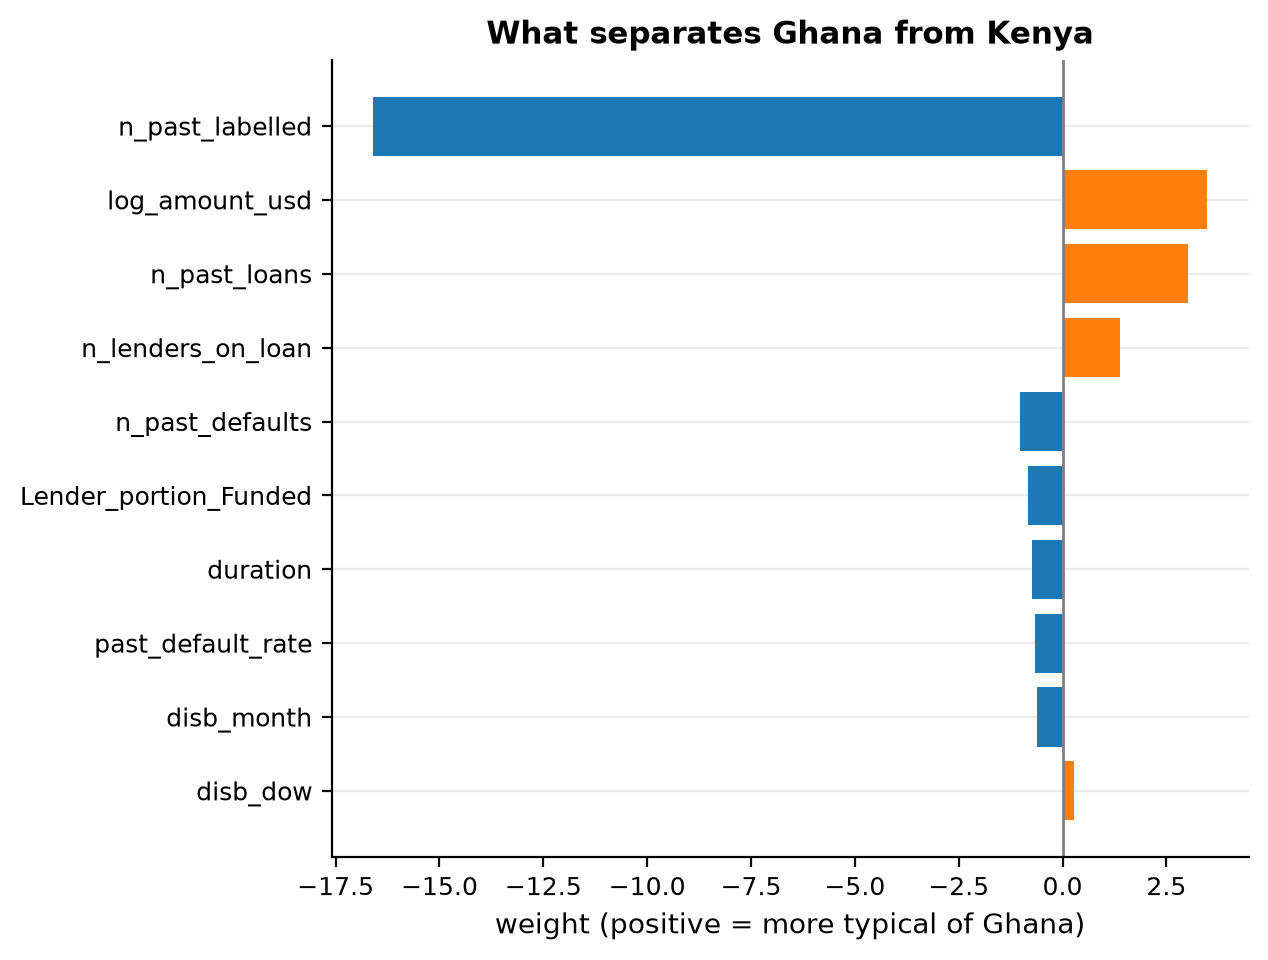 What separates Ghana from Kenya
n_past_labelled
log_amount_usd
n_past_loans
n_lenders_on_loan
n_past_defaults
Lender_portion_Funded
duration
past_default_rate
disb_month
disb_dow
−17.5 −15.0 −12.5 −10.0 −7.5 −5.0 −2.5 0.0 2.5
weight (positive = more typical of Ghana)